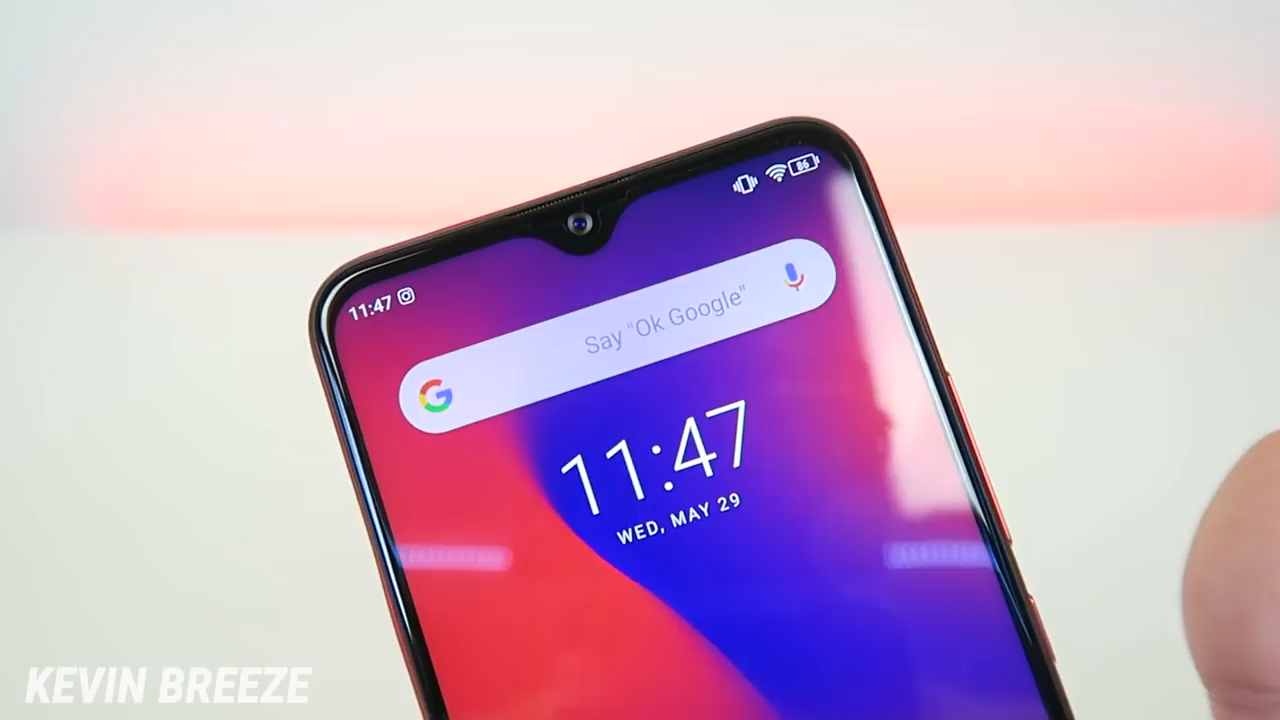 11:47
86
Say "Ok Google"
11:47
WED, MAY 29
KEVIN BREEZE